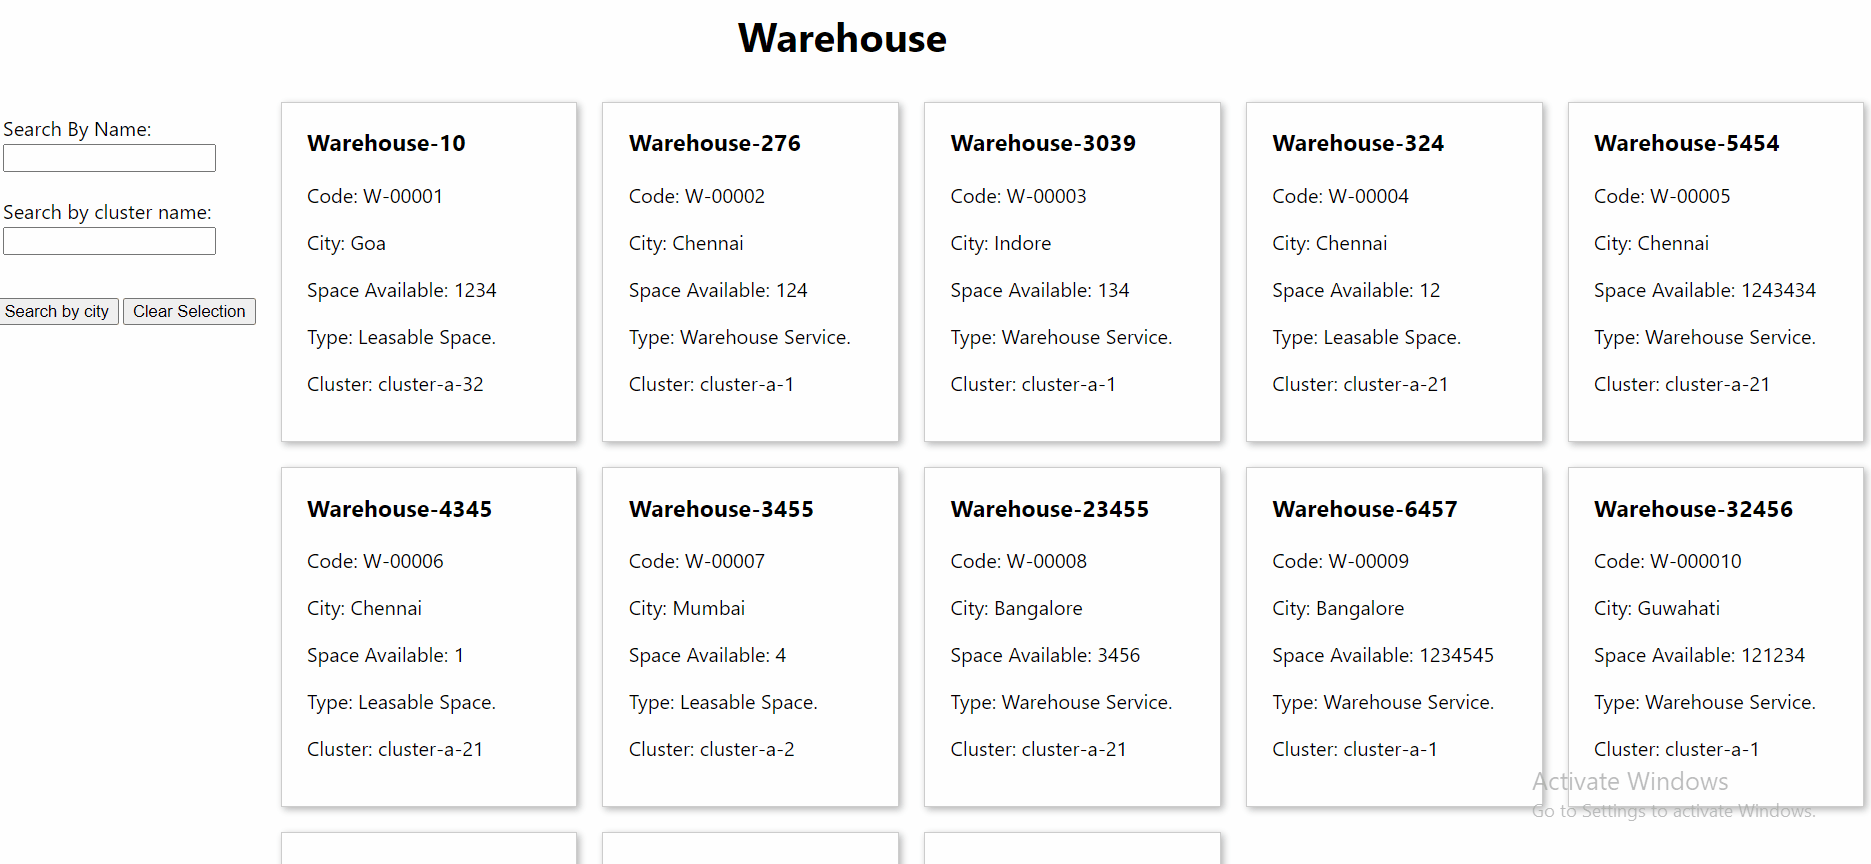 Warehouse
Search By Name:
Search by cluster name:
Search by city
Clear Selection
Warehouse-10
Code: W-00001
City: Goa
Space Available: 1234
Type: Leasable Space.
Cluster: cluster-a-32
Warehouse-276
Code: W-00002
City: Chennai
Space Available: 124
Type: Warehouse Service.
Cluster: cluster-a-1
Warehouse-3039
Code: W-00003
City: Indore
Space Available: 134
Type: Warehouse Service.
Cluster: cluster-a-1
Warehouse-324
Code: W-00004
City: Chennai
Space Available: 12
Type: Leasable Space.
Cluster: cluster-a-21
Warehouse-5454
Code: W-00005
City: Chennai
Space Available: 1243434
Type: Warehouse Service.
Cluster: cluster-a-21
Warehouse-4345
Code: W-00006
City: Chennai
Space Available: 1
Type: Leasable Space.
Cluster: cluster-a-21
Warehouse-3455
Code: W-00007
City: Mumbai
Space Available: 4
Type: Leasable Space.
Cluster: cluster-a-2
Warehouse-23455
Code: W-00008
City: Bangalore
Space Available: 3456
Type: Warehouse Service.
Cluster: cluster-a-21
Warehouse-6457
Code: W-00009
City: Bangalore
Space Available: 1234545
Type: Warehouse Service.
Cluster: cluster-a-1
Warehouse-32456
Code: W-000010
City: Guwahati
Space Available: 121234
Type: Warehouse Service.
Cluster: cluster-a-1
Activate Windows
Go to Settings to activate Windows.